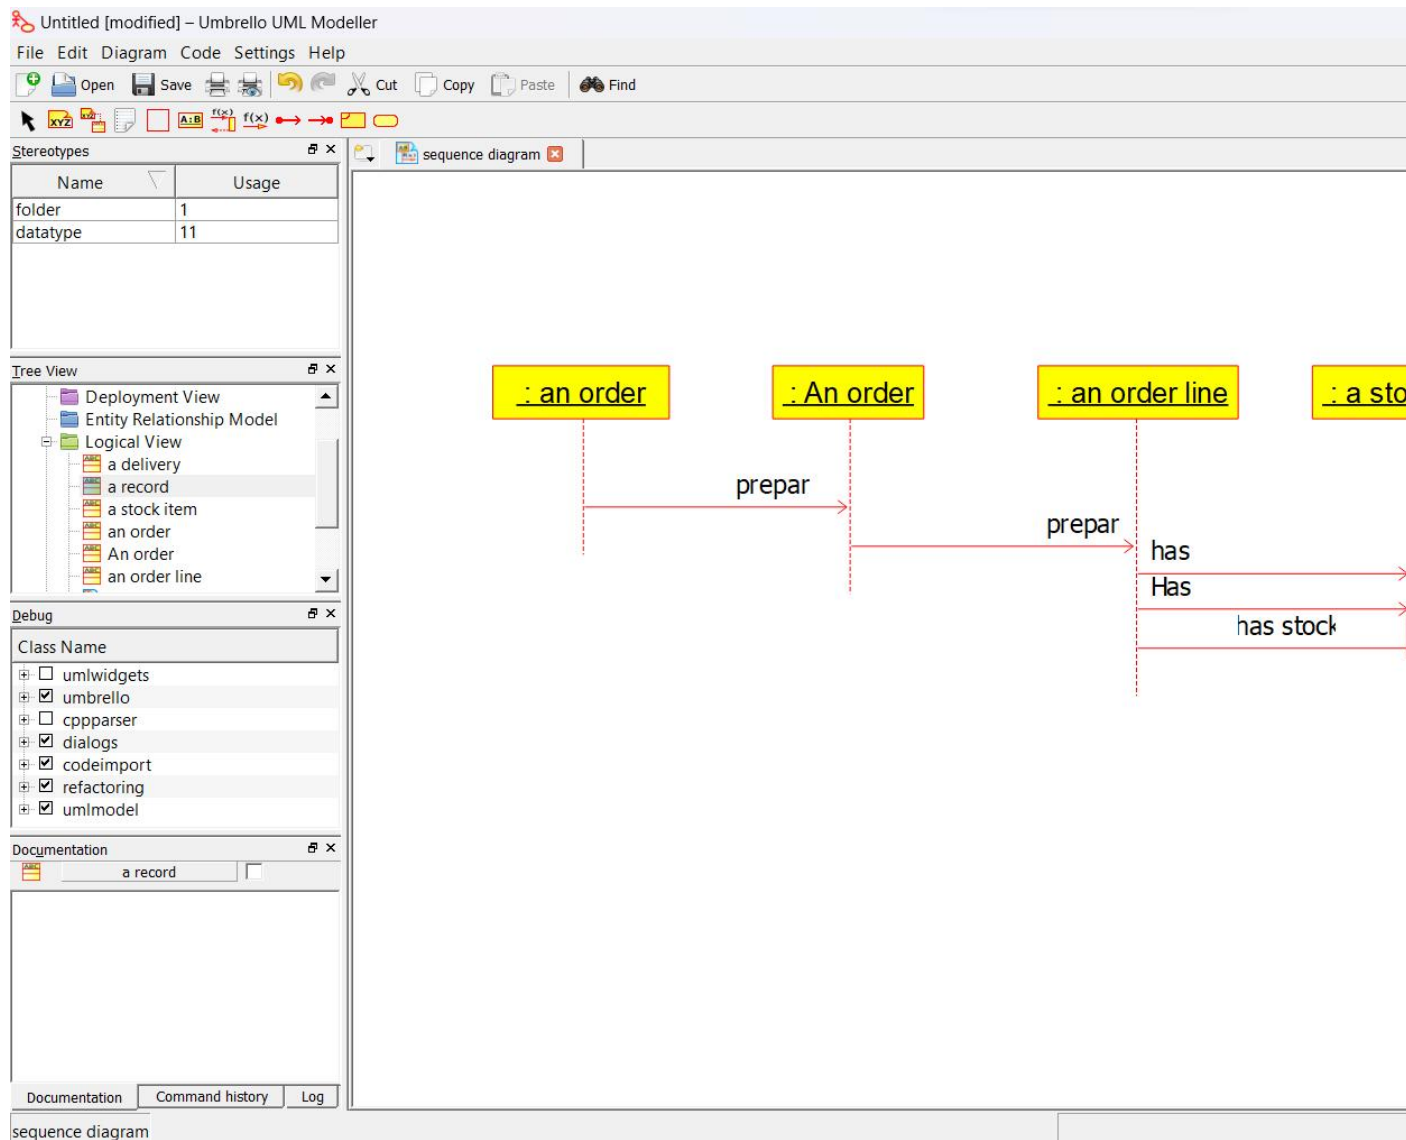 Untitled [modified] – Umbrello UML Modeller
File Edit Diagram Code Settings Help
Open Save Cut Copy Paste Find
XYZ A:B f(x) f(x)
Stereotypes
sequence diagram
Name Usage
folder 1
datatype 11
Tree View
Deployment View
Entity Relationship Model
Logical View
a delivery
a record
a stock item
an order
An order
an order line
: an order
: An order
: an order line
: a sto
prepar
prepar
has
Has
has stock
Debug
Class Name
umlwidgets
umbrello
cppparser
dialogs
codeimport
refactoring
umlmodel
Documentation
a record
Documentation Command history Log
sequence diagram